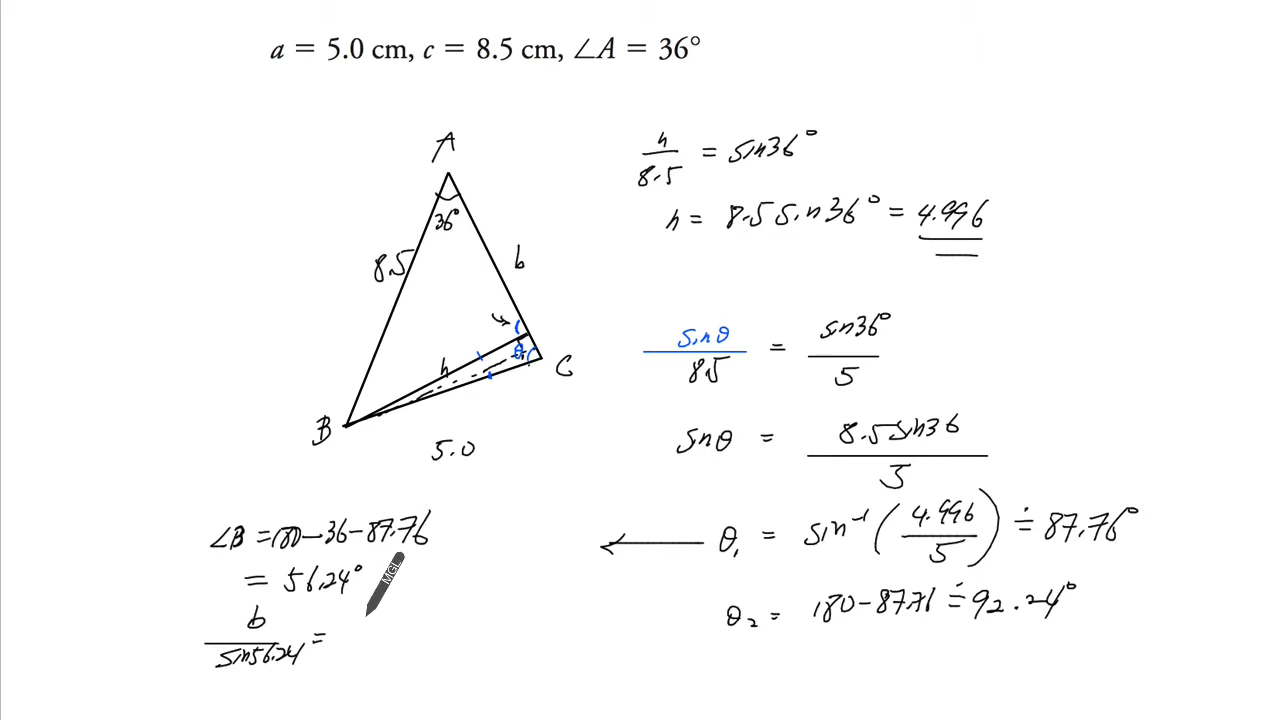 a = 5.0 cm, c = 8.5 cm, ∠A = 36°
A
36°
8.5
b
h
θ
C
B
5.0
h/8.5 = sin36°
h = 8.5 sin36° = 4.996
sinθ/8.5 = sin36°/5
sinθ = 8.5sin36/5
θ₁ = sin⁻¹(4.996/5) ≐ 87.76°
θ₂ = 180-87.76 ≐ 92.24°
∠B = 180-36-87.76
= 56.24°
b/sin56.24 =
MGL